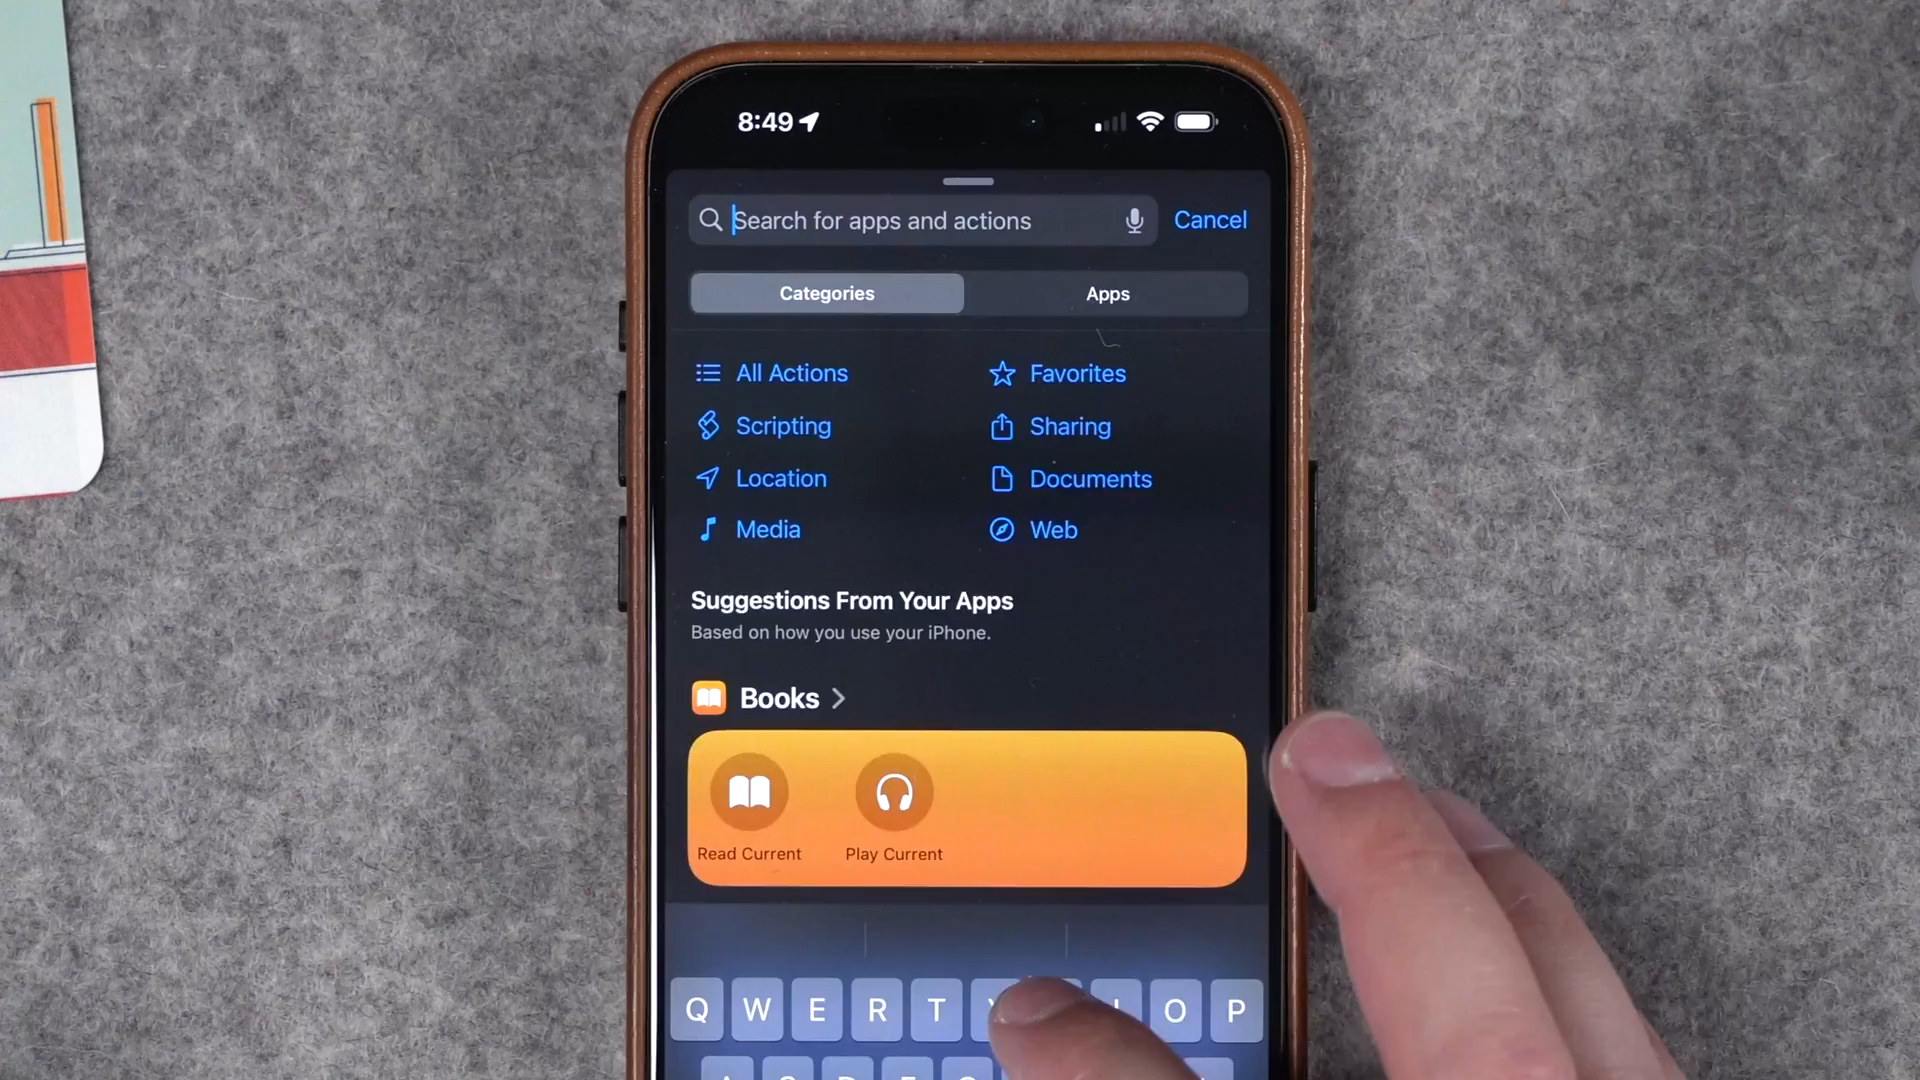 8:49
Search for apps and actions
Cancel
Categories
Apps
All Actions
Favorites
Scripting
Sharing
Location
Documents
Media
Web
Suggestions From Your Apps
Based on how you use your iPhone.
Books
Read Current
Play Current
Q W E R T O P